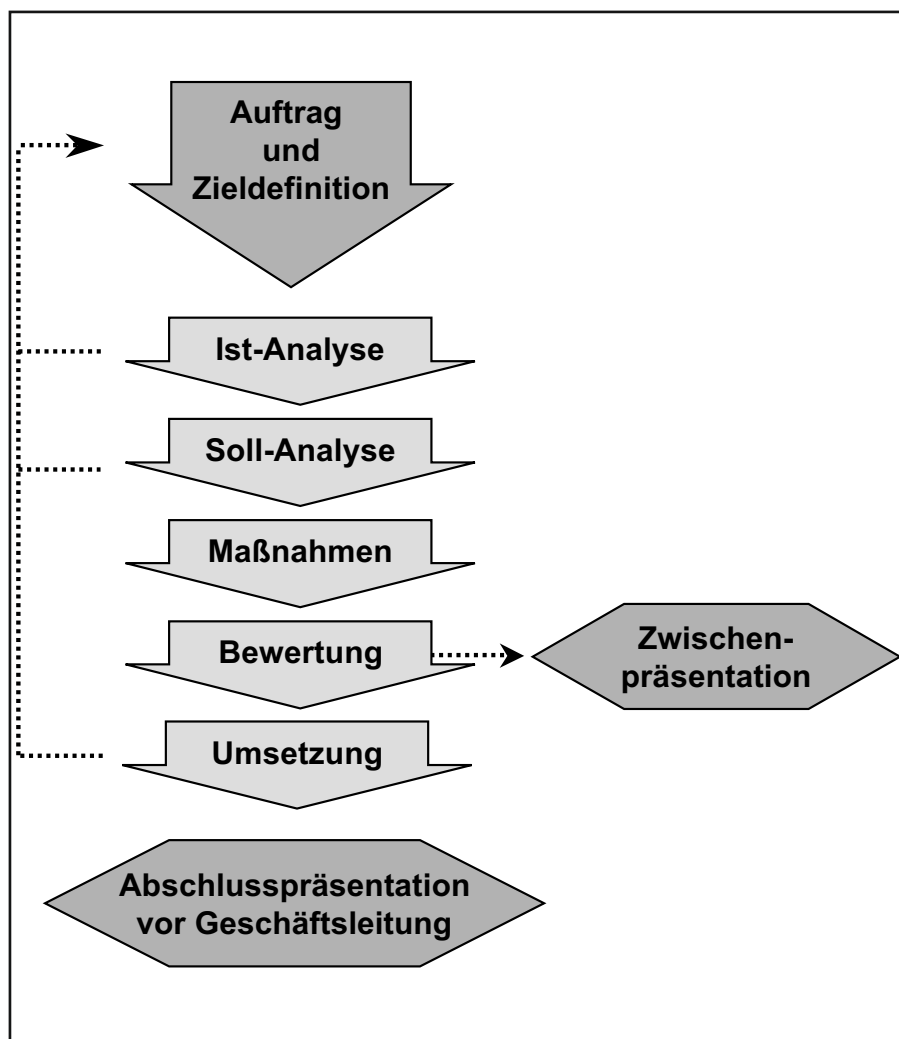 Auftrag
und
Zieldefinition
Ist-Analyse
Soll-Analyse
Maßnahmen
Bewertung
Zwischen-
präsentation
Umsetzung
Abschlusspräsentation
vor Geschäftsleitung